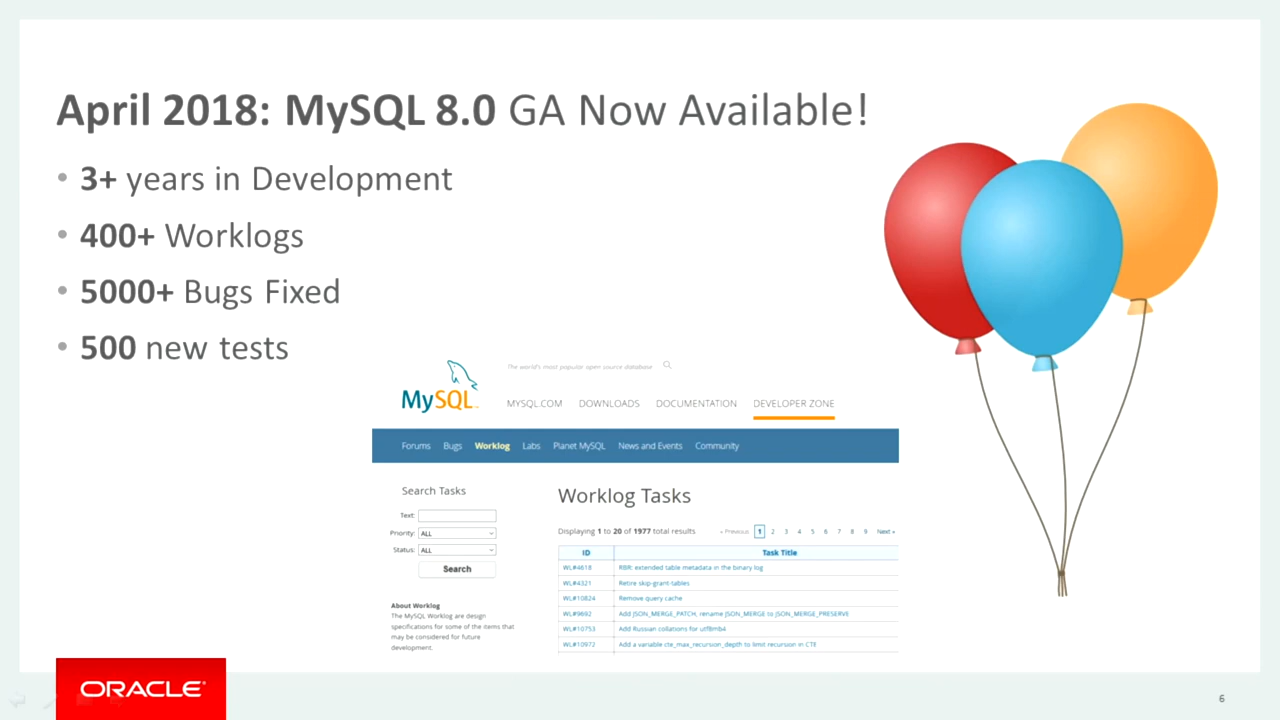 April 2018: MySQL 8.0 GA Now Available!
• 3+ years in Development
• 400+ Worklogs
• 5000+ Bugs Fixed
• 500 new tests
MySQL™
The world's most popular open source database
MYSQL.COM DOWNLOADS DOCUMENTATION DEVELOPER ZONE
Forums Bugs Worklog Labs Planet MySQL News and Events Community
Search Tasks
Text:
Priority: ALL
Status: ALL
Search
About Worklog
The MySQL Worklog are design
specifications for some of the items that
may be considered for future
development.
Worklog Tasks
Displaying 1 to 20 of 1977 total results « Previous 1 2 3 4 5 6 7 8 9 Next »
ID Task Title
WL#4618 RBR: extended table metadata in the binary log
WL#4321 Retire skip-grant-tables
WL#10824 Remove query cache
WL#9692 Add JSON_MERGE_PATCH, rename JSON_MERGE to JSON_MERGE_PRESERVE
WL#10753 Add Russian collations for utf8mb4
WL#10972 Add a variable cte_max_recursion_depth to limit recursion in CTE
ORACLE®
6